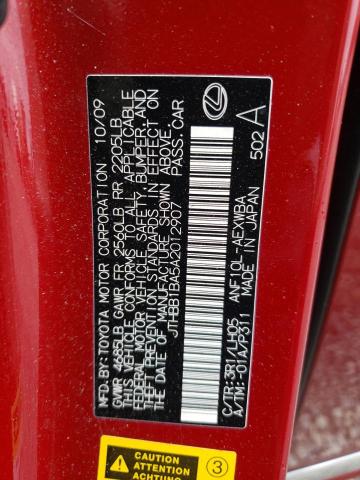 MFD.BY:TOYOTA MOTOR CORPORATION 10/09
GVWR 4685LB GAWR FR 2560LB RR 2205LB
THIS VEHICLE CONFORMS TO ALL APPLICABLE
FEDERAL MOTOR VEHICLE SAFETY,BUMPER,AND
THEFT PREVENTION STANDARDS IN EFFECT
ON THE DATE OF MANUFACTURE SHOWN ABOVE.
JTHBB1BA5A2012907 PASS.CAR
C/TR:3R1/LH05 ANF10L-AEXWBA
A/TM:-01A/P311 MADE IN JAPAN 502 A
CAUTION
ATTENTION
ACHTUNG
3